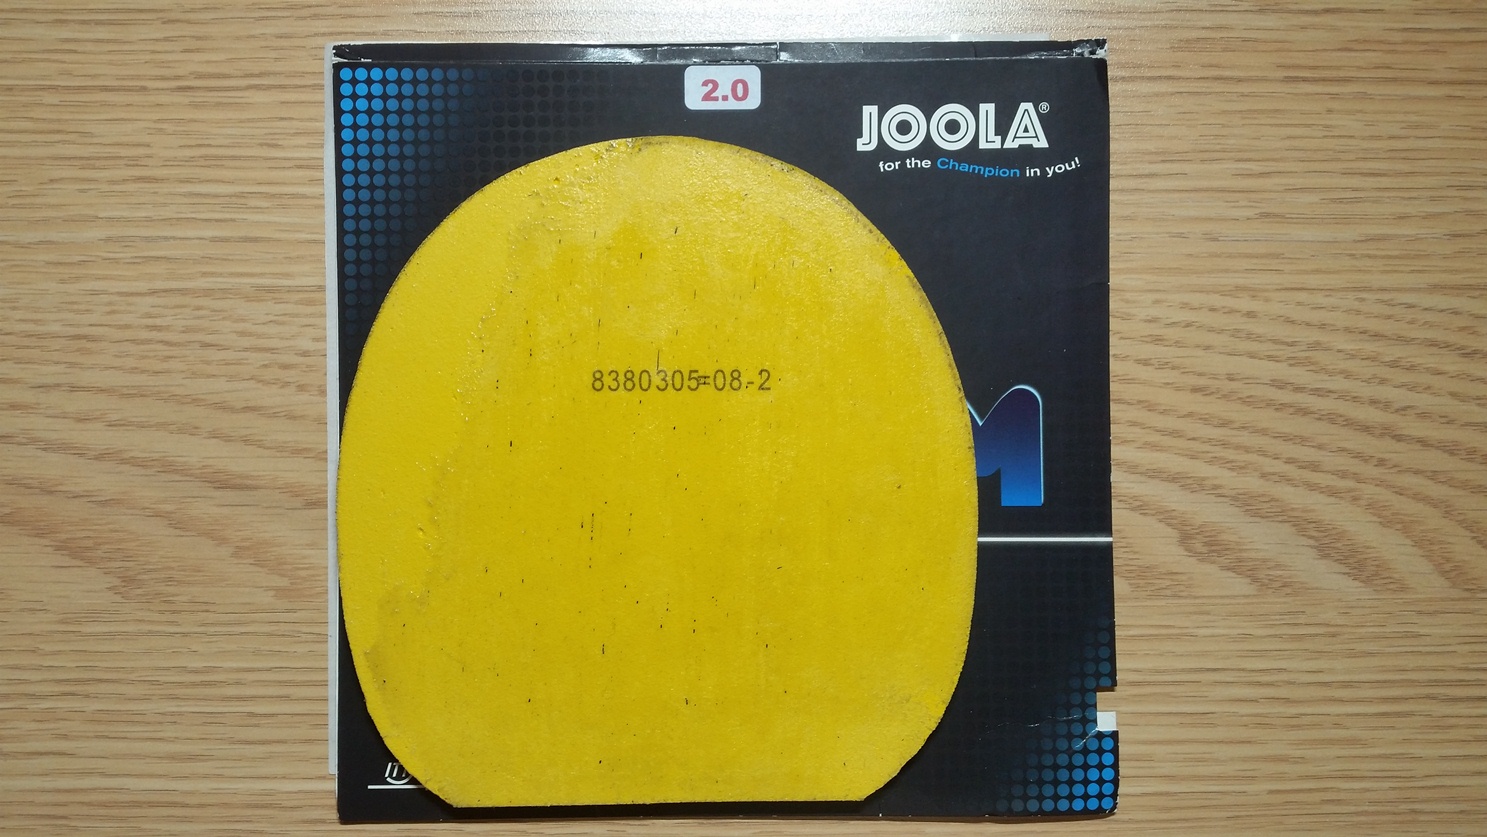 2.0
JOOLA®
for the Champion in you!
8380305=08-2
M